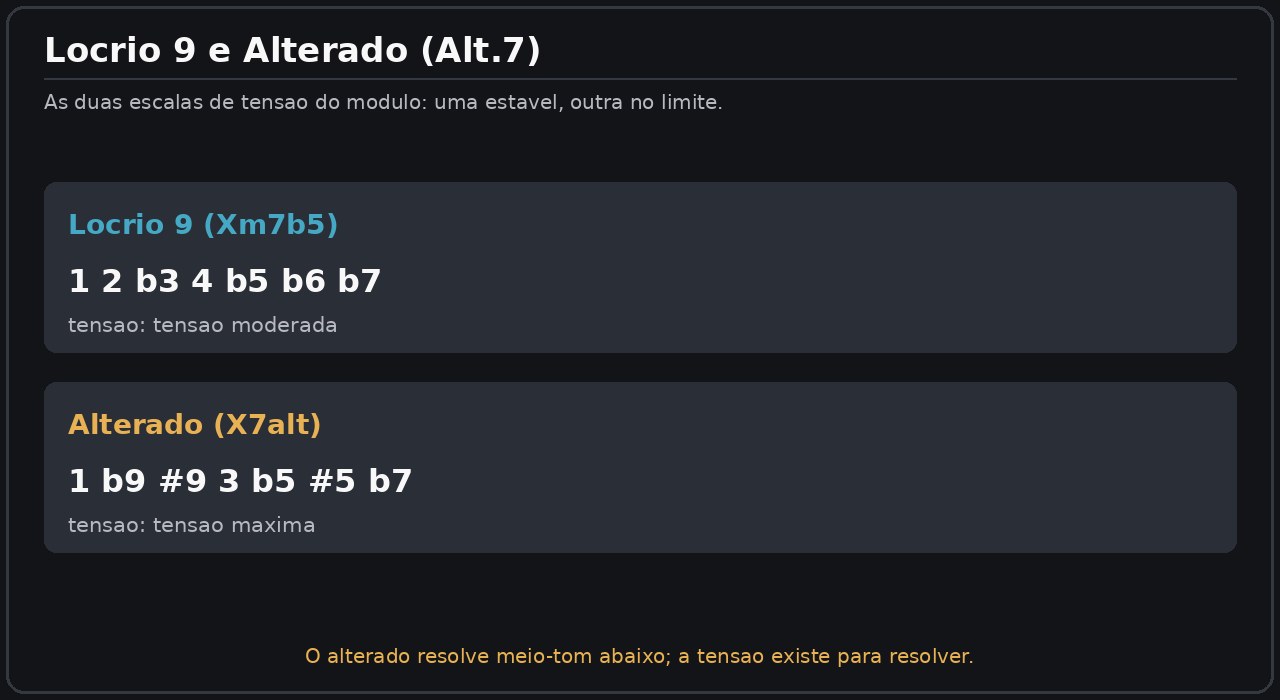 Locrio 9 e Alterado (Alt.7)
As duas escalas de tensao do modulo: uma estavel, outra no limite.
Locrio 9 (Xm7b5)
1 2 b3 4 b5 b6 b7
tensao: tensao moderada
Alterado (X7alt)
1 b9 #9 3 b5 #5 b7
tensao: tensao maxima
O alterado resolve meio-tom abaixo; a tensao existe para resolver.